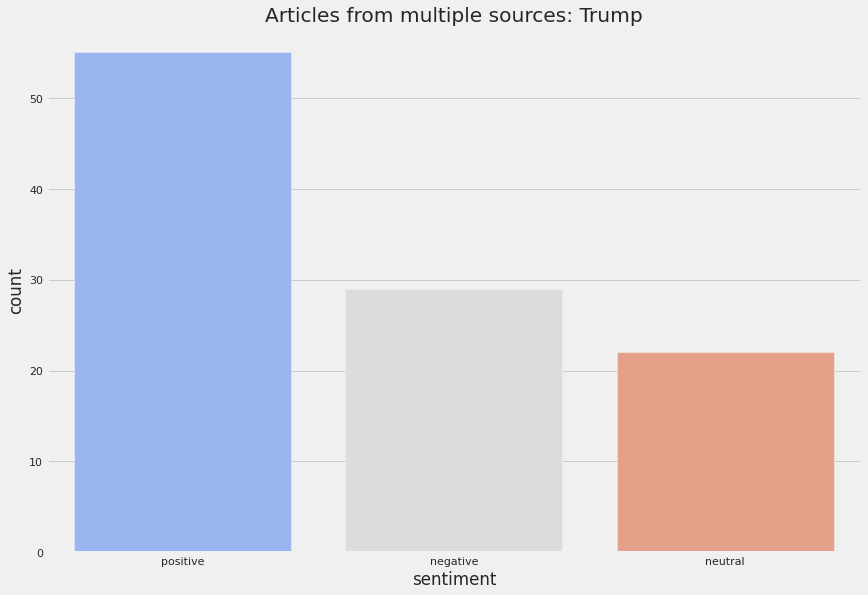 Articles from multiple sources: Trump
count
50
40
30
20
10
0
positive negative neutral
sentiment